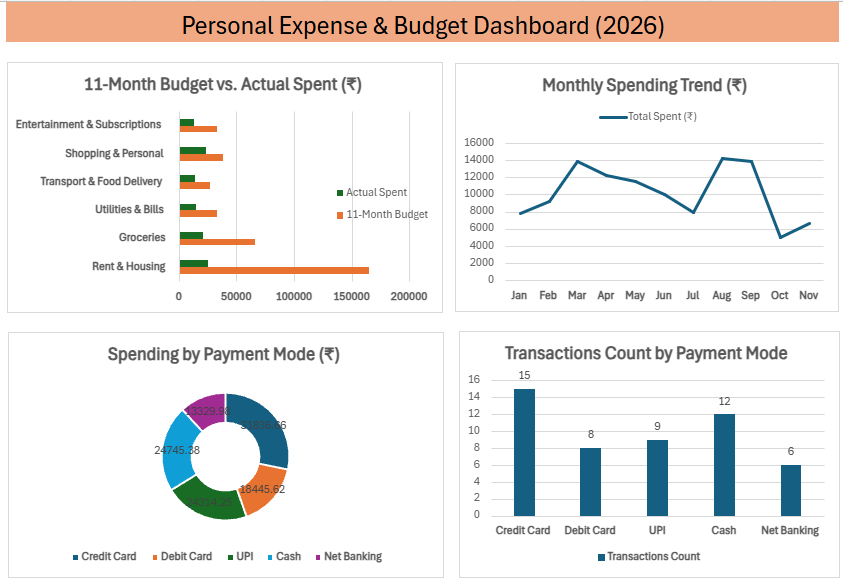 Personal Expense & Budget Dashboard (2026)
11-Month Budget vs. Actual Spent (₹)
Entertainment & Subscriptions
Shopping & Personal
Transport & Food Delivery
Utilities & Bills
Groceries
Rent & Housing
Actual Spent
11-Month Budget
0 50000 100000 150000 200000
Monthly Spending Trend (₹)
Total Spent (₹)
16000
14000
12000
10000
8000
6000
4000
2000
0
Jan Feb Mar Apr May Jun Jul Aug Sep Oct Nov
Spending by Payment Mode (₹)
24745.38
18445.62
Credit Card Debit Card UPI Cash Net Banking
Transactions Count by Payment Mode
16
14
12
10
8
6
4
2
0
15
8
9
12
6
Credit Card Debit Card UPI Cash Net Banking
Transactions Count